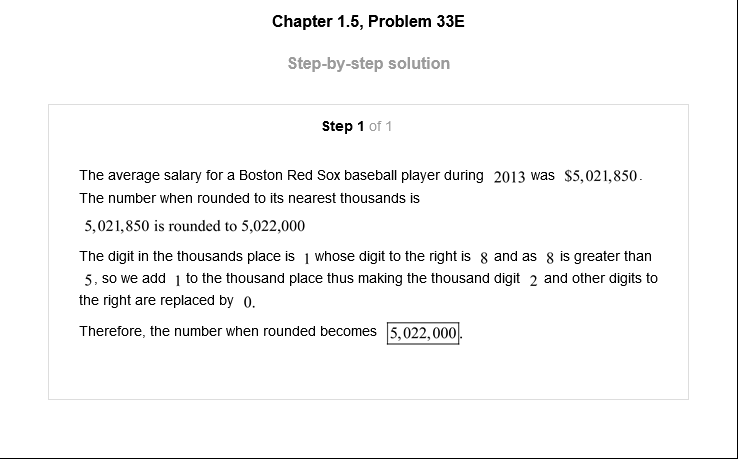 Chapter 1.5, Problem 33E
Step-by-step solution
Step 1 of 1
The average salary for a Boston Red Sox baseball player during 2013 was $5,021,850.
The number when rounded to its nearest thousands is
5,021,850 is rounded to 5,022,000
The digit in the thousands place is 1 whose digit to the right is 8 and as 8 is greater than
5, so we add 1 to the thousand place thus making the thousand digit 2 and other digits to
the right are replaced by 0.
Therefore, the number when rounded becomes 5,022,000.